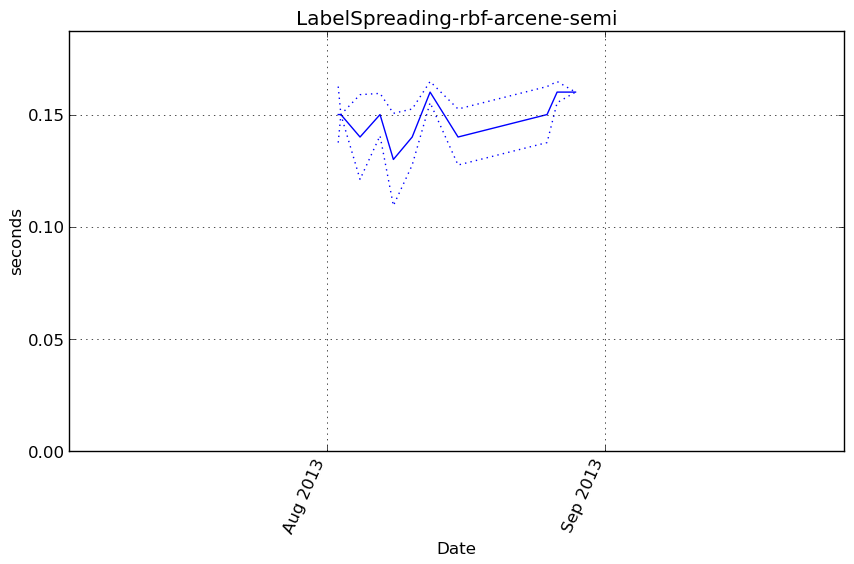 LabelSpreading-rbf-arcene-semi
0.15
0.10
0.05
0.00
seconds
Aug 2013
Sep 2013
Date